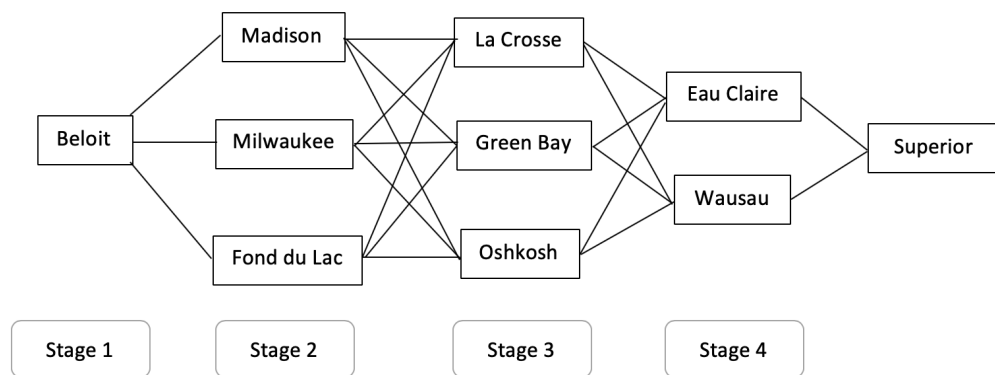 Madison
La Crosse
Eau Claire
Beloit
Milwaukee
Green Bay
Superior
Wausau
Fond du Lac
Oshkosh
Stage 1
Stage 2
Stage 3
Stage 4